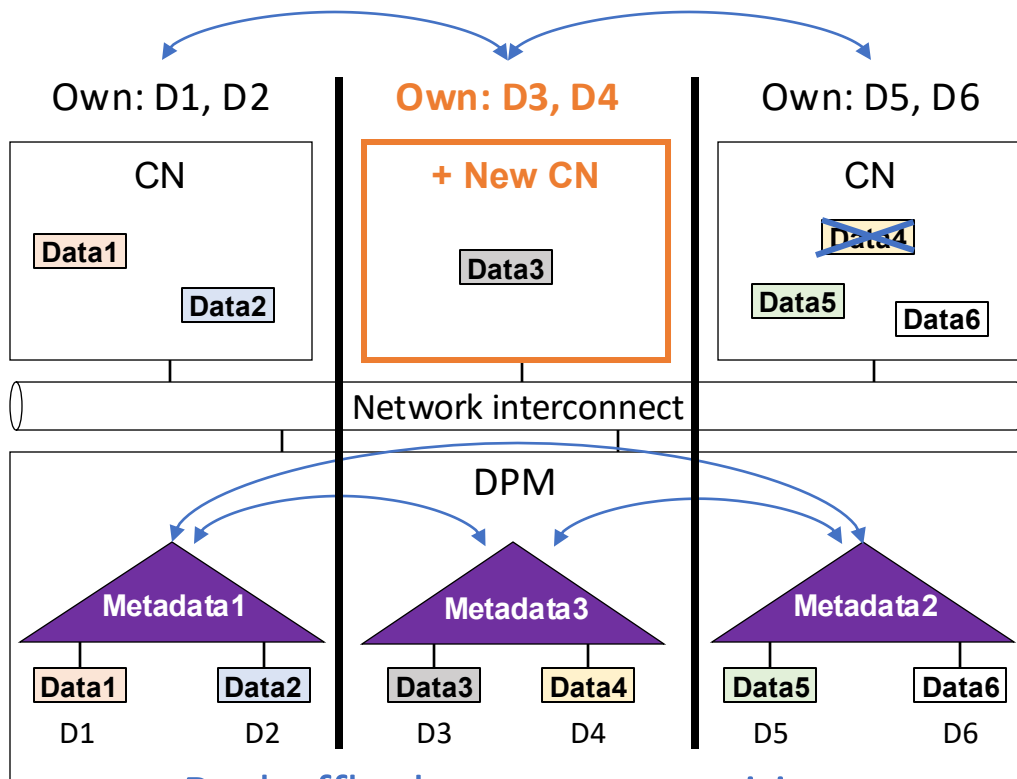 Own: D1, D2 Own: D3, D4 Own: D5, D6
CN + New CN CN
Data4
Data1 Data3
Data5
Data2 Data6
Network interconnect
DPM
Metadata1 Metadata3 Metadata2
Data1 Data2 Data3 Data4 Data5 Data6
D1 D2 D3 D4 D5 D6